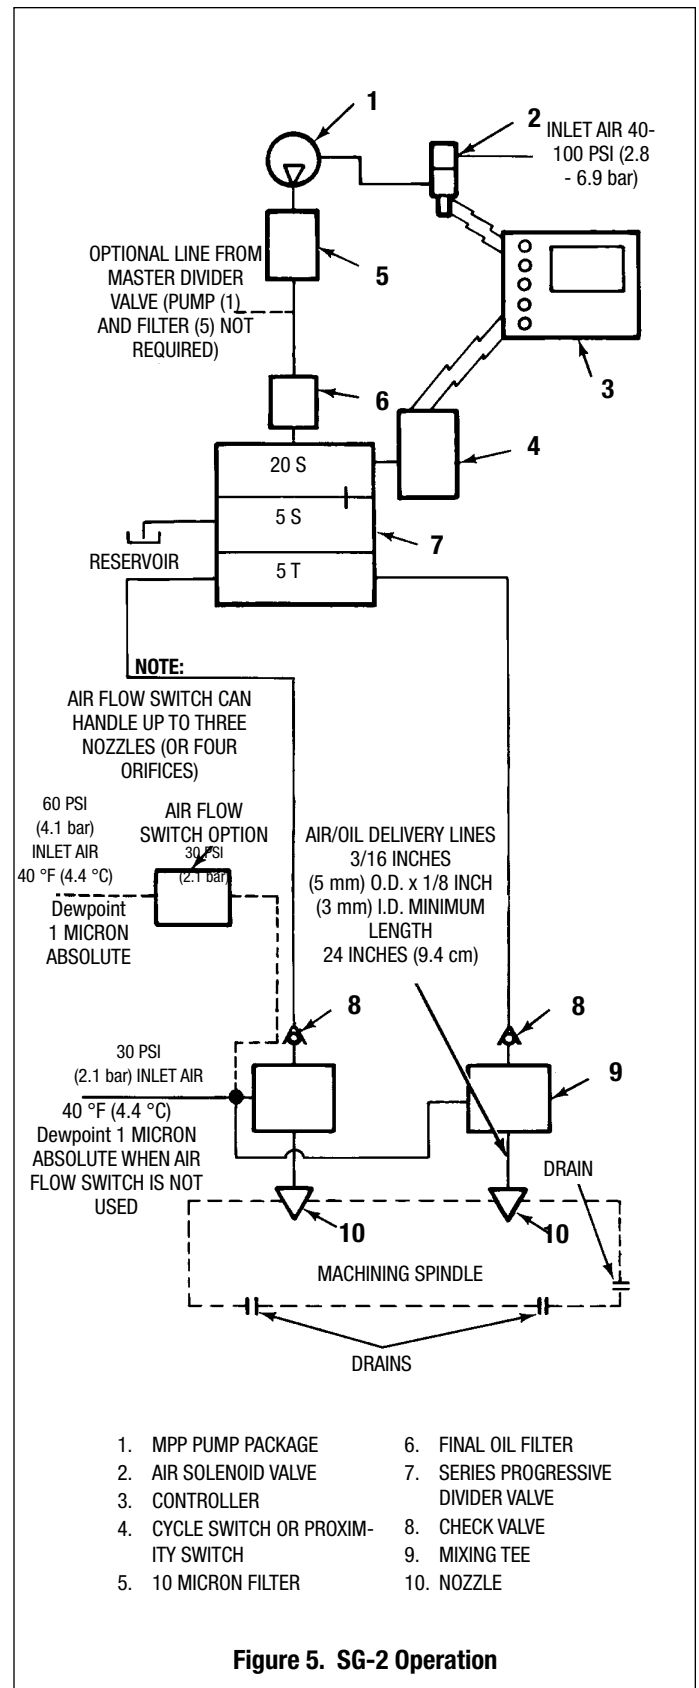 1
2
INLET AIR 40-
100 PSI (2.8
- 6.9 bar)
OPTIONAL LINE FROM
MASTER DIVIDER
VALVE (PUMP (1)
AND FILTER (5) NOT
REQUIRED)
5
3
6
4
20 S
5 S
7
RESERVOIR
5 T
NOTE:
AIR FLOW SWITCH CAN
HANDLE UP TO THREE
NOZZLES (OR FOUR
ORIFICES)
60 PSI
(4.1 bar)
INLET AIR
40 °F (4.4 °C)
Dewpoint
1 MICRON
ABSOLUTE
AIR FLOW
SWITCH OPTION
30 PSI
(2.1 bar)
AIR/OIL DELIVERY LINES
3/16 INCHES
(5 mm) O.D. x 1/8 INCH
(3 mm) I.D. MINIMUM
LENGTH
24 INCHES (9.4 cm)
8
8
30 PSI
(2.1 bar) INLET AIR
40 °F (4.4 °C)
Dewpoint 1 MICRON
ABSOLUTE WHEN AIR
FLOW SWITCH IS NOT
USED
9
DRAIN
10
10
MACHINING SPINDLE
DRAINS
1. MPP PUMP PACKAGE
2. AIR SOLENOID VALVE
3. CONTROLLER
4. CYCLE SWITCH OR PROXIM-
ITY SWITCH
5. 10 MICRON FILTER
6. FINAL OIL FILTER
7. SERIES PROGRESSIVE
DIVIDER VALVE
8. CHECK VALVE
9. MIXING TEE
10. NOZZLE
Figure 5. SG-2 Operation